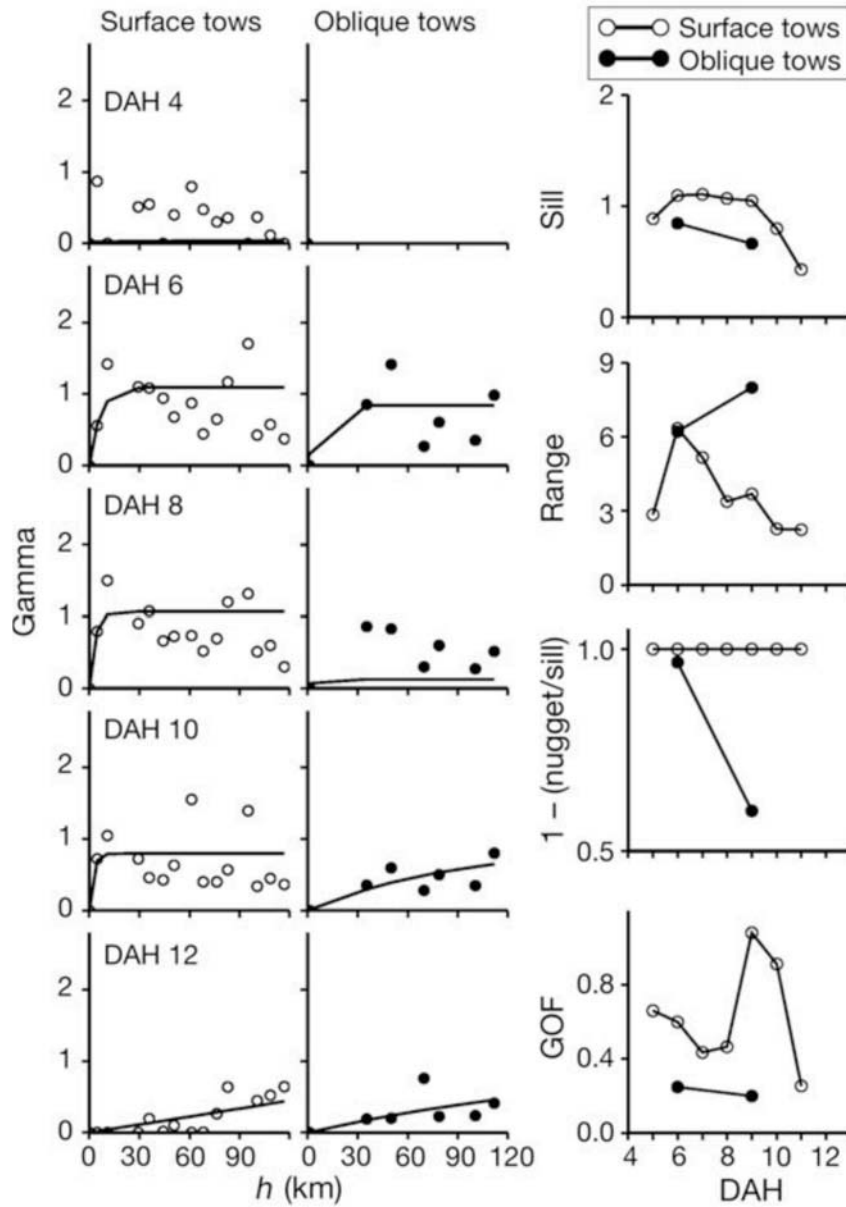 Surface tows
Oblique tows
Surface tows
Oblique tows
DAH 4
2
1
0
DAH 6
2
1
0
DAH 8
2
1
0
DAH 10
2
1
0
DAH 12
2
1
0
Gamma
0 30 60 90 0 30 60 90 120
h (km)
2
1
0
Sill
9
6
3
0
Range
1.0
0.5
1 – (nugget/sill)
0.8
0.4
0.0
GOF
4 6 8 10 12
DAH